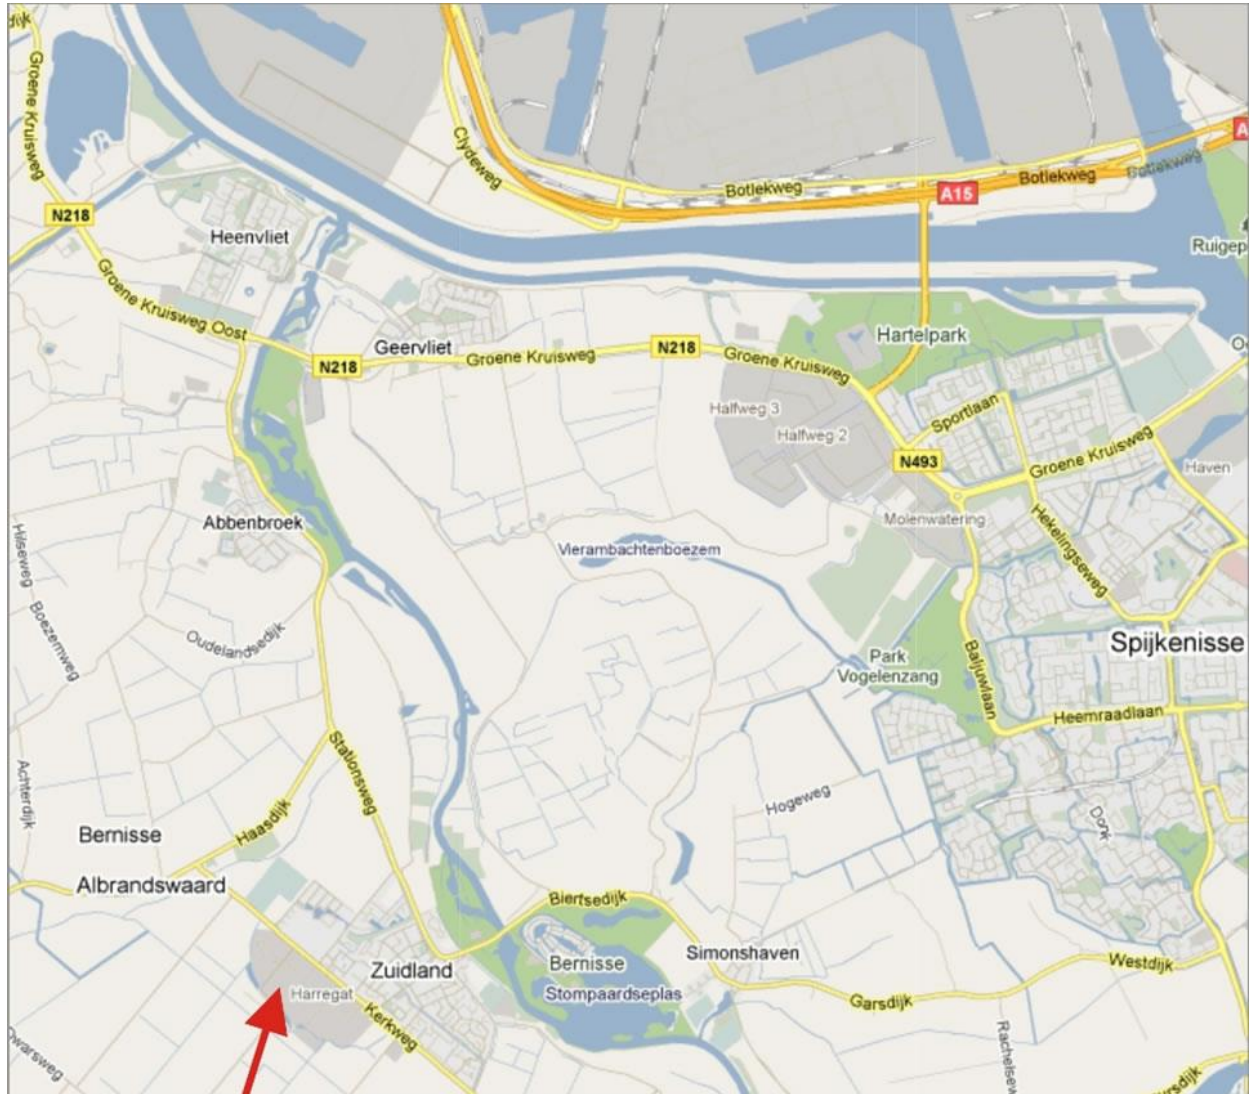 Groene Kruisweg
Clydeweg
Botlekweg
Botlekweg
Botlekweg
A15
N218
Heenvliet
Ruigep
Groene Kruisweg Oost
Geervliet
Hartelpark
N218
Groene Kruisweg
N218
Groene Kruisweg
Halfweg 3
Sportlaan
Halfweg 2
N493
Groene Kruisweg
Haven
Abbenbroek
Molenwatering
Hekelingseweg
Hilseweg
Vierambachtenboezem
Boezemweg
Oudelandsedijk
Spijkenisse
Park
Vogelenzang
Baljuwlaan
Heemraadlaan
Stationsweg
Achterdijk
Hogeweg
Donk
Bernisse
Haasdijk
Albrandswaard
Biertsedijk
Simonshaven
Zuidland
Bernisse
Westdijk
Harregat
Stompaardseplas
Garsdijk
Kerkweg